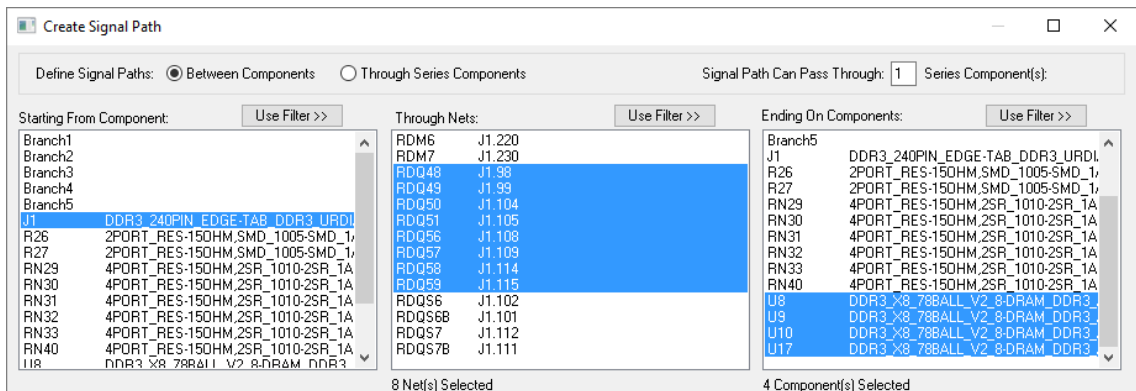 Create Signal Path
Define Signal Paths: Between Components Through Series Components Signal Path Can Pass Through: 1 Series Component(s):
Starting From Component: Use Filter >>
Branch1
Branch2
Branch3
Branch4
Branch5
J1 DDR3_240PIN_EDGE-TAB_DDR3_URDI
R26 2PORT_RES-15OHM,SMD_1005-SMD_1
R27 2PORT_RES-15OHM,SMD_1005-SMD_1
RN29 4PORT_RES-15OHM,2SR_1010-2SR_1A
RN30 4PORT_RES-15OHM,2SR_1010-2SR_1A
RN31 4PORT_RES-15OHM,2SR_1010-2SR_1A
RN32 4PORT_RES-15OHM,2SR_1010-2SR_1A
RN33 4PORT_RES-15OHM,2SR_1010-2SR_1A
RN40 4PORT_RES-15OHM,2SR_1010-2SR_1A
U8 DDR3_X8_78BALL_V2_8-DRAM_DDR3
Through Nets: Use Filter >>
RDM6 J1.220
RDM7 J1.230
RDQ48 J1.98
RDQ49 J1.99
RDQ50 J1.104
RDQ51 J1.105
RDQ56 J1.108
RDQ57 J1.109
RDQ58 J1.114
RDQ59 J1.115
RDQS6 J1.102
RDQS6B J1.101
RDQS7 J1.112
RDQS7B J1.111
8 Net(s) Selected
Ending On Components: Use Filter >>
Branch5
J1 DDR3_240PIN_EDGE-TAB_DDR3_URDI
R26 2PORT_RES-15OHM,SMD_1005-SMD_1
R27 2PORT_RES-15OHM,SMD_1005-SMD_1
RN29 4PORT_RES-15OHM,2SR_1010-2SR_1A
RN30 4PORT_RES-15OHM,2SR_1010-2SR_1A
RN31 4PORT_RES-15OHM,2SR_1010-2SR_1A
RN32 4PORT_RES-15OHM,2SR_1010-2SR_1A
RN33 4PORT_RES-15OHM,2SR_1010-2SR_1A
RN40 4PORT_RES-15OHM,2SR_1010-2SR_1A
U8 DDR3_X8_78BALL_V2_8-DRAM_DDR3_
U9 DDR3_X8_78BALL_V2_8-DRAM_DDR3_
U10 DDR3_X8_78BALL_V2_8-DRAM_DDR3_
U17 DDR3_X8_78BALL_V2_8-DRAM_DDR3_
4 Component(s) Selected